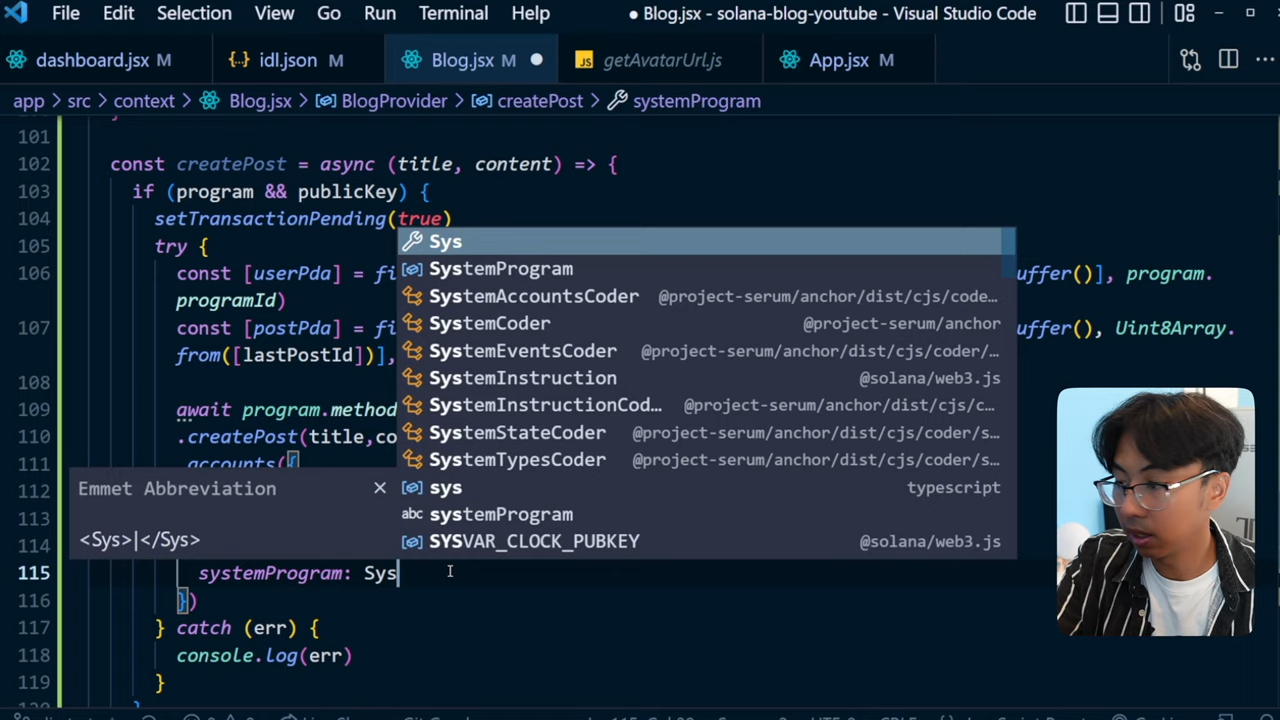 File Edit Selection View Go Run Terminal Help ● Blog.jsx - solana-blog-youtube - Visual Studio Code
dashboard.jsx M {} idl.json M Blog.jsx M ● JS getAvatarUrl.js App.jsx M ...
app > src > context > Blog.jsx > BlogProvider > createPost > systemProgram
101
102 const createPost = async (title, content) => {
103 if (program && publicKey) {
104 setTransactionPending(true)
105 try {
106 const [userPda] = fi uffer()], program.
programId)
107 const [postPda] = fi uffer(), Uint8Array.
from([lastPostId])],
108
109 await program.method
110 .createPost(title,co
111 accounts({
112
113
114
115 systemProgram: Sys
116 })
117 } catch (err) {
118 console.log(err)
119 }
Sys
SystemProgram
SystemAccountsCoder @project-serum/anchor/dist/cjs/code…
SystemCoder @project-serum/anchor
SystemEventsCoder @project-serum/anchor/dist/cjs/coder/…
SystemInstruction @solana/web3.js
SystemInstructionCod… @project-serum/anchor/dist/cjs/c…
SystemStateCoder @project-serum/anchor/dist/cjs/coder/s…
SystemTypesCoder @project-serum/anchor/dist/cjs/coder/s…
sys typescript
abc systemProgram
SYSVAR_CLOCK_PUBKEY @solana/web3.js
Emmet Abbreviation ×
<Sys>|</Sys>